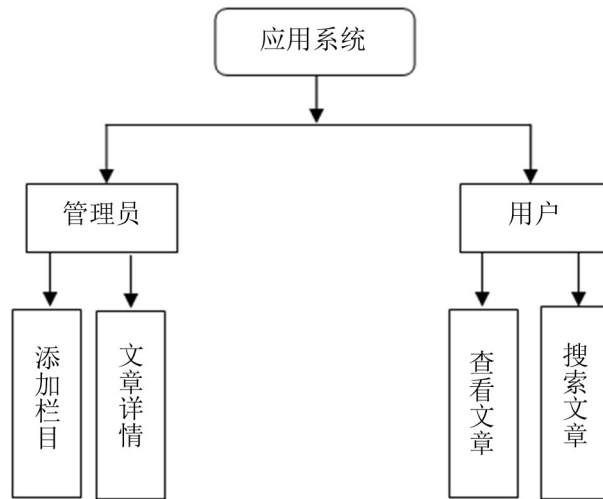 应用系统
管理员
用户
添加栏目
文章详情
查看文章
搜索文章